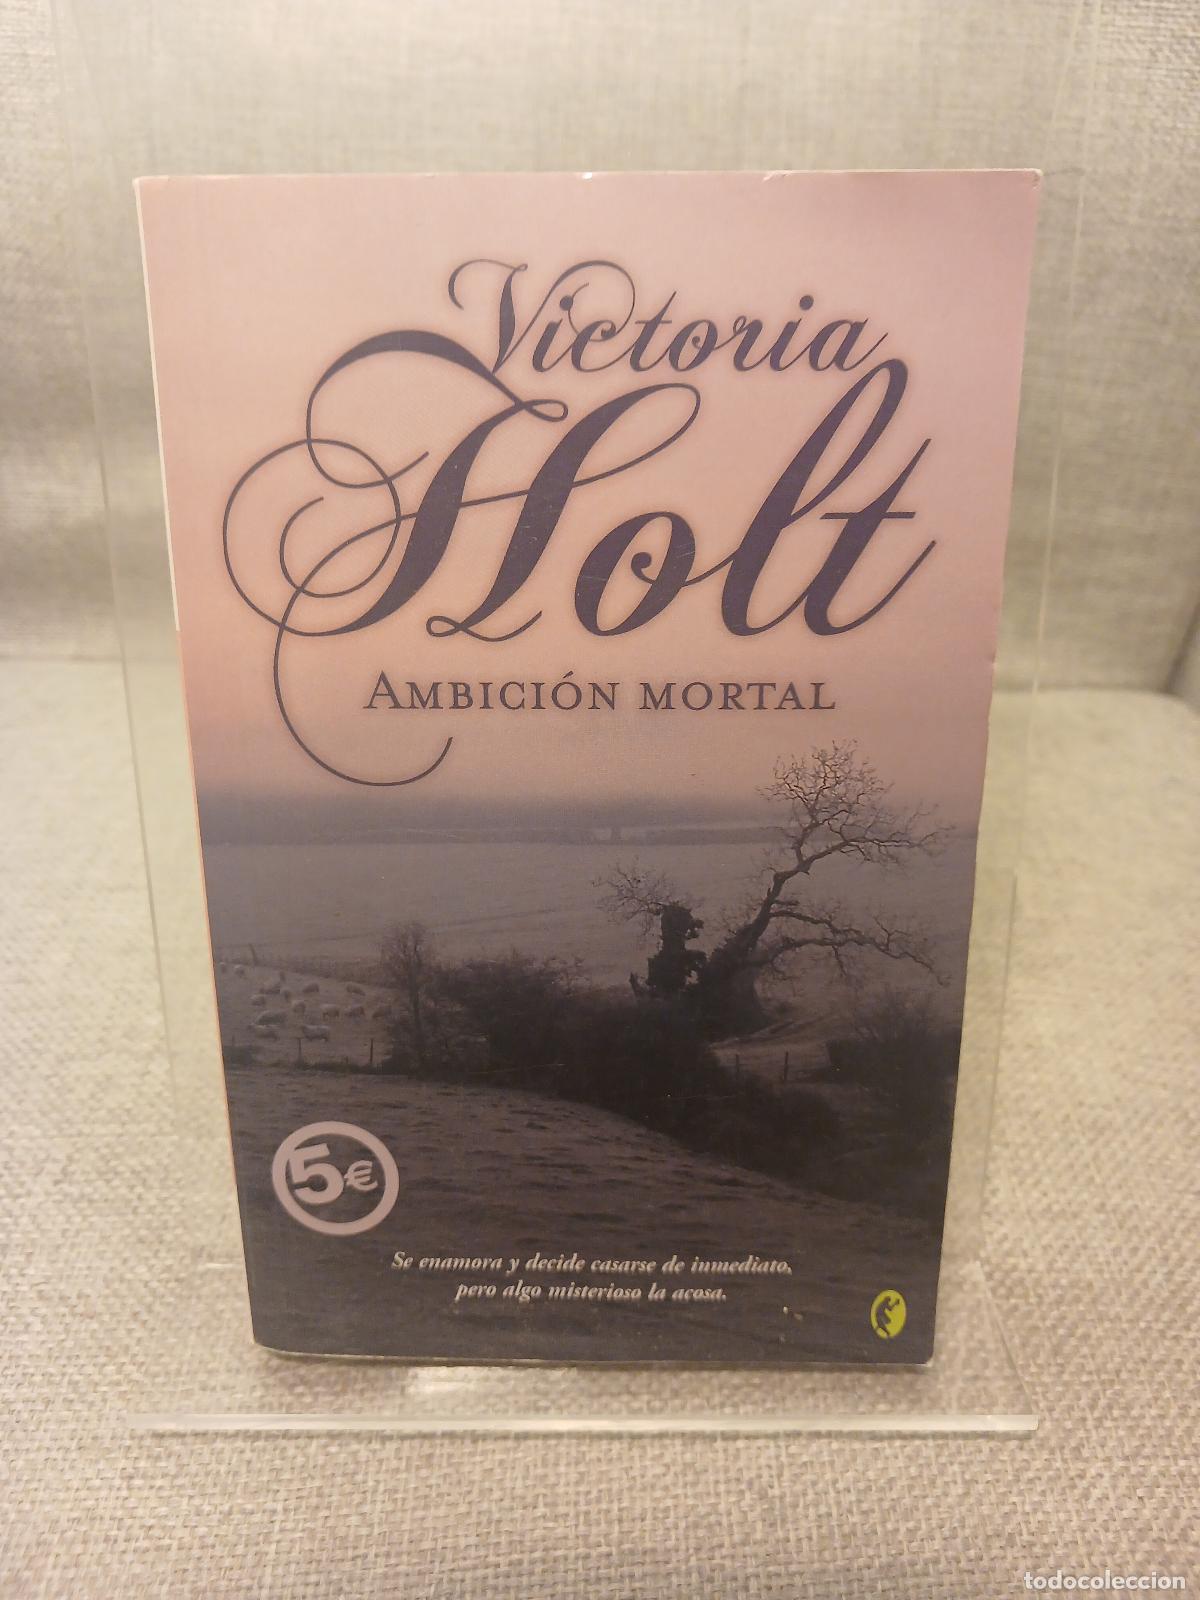 Victoria
Holt
AMBICIÓN MORTAL
5€
Se enamora y decide casarse de inmediato,
pero algo misterioso la acosa.
todocoleccion